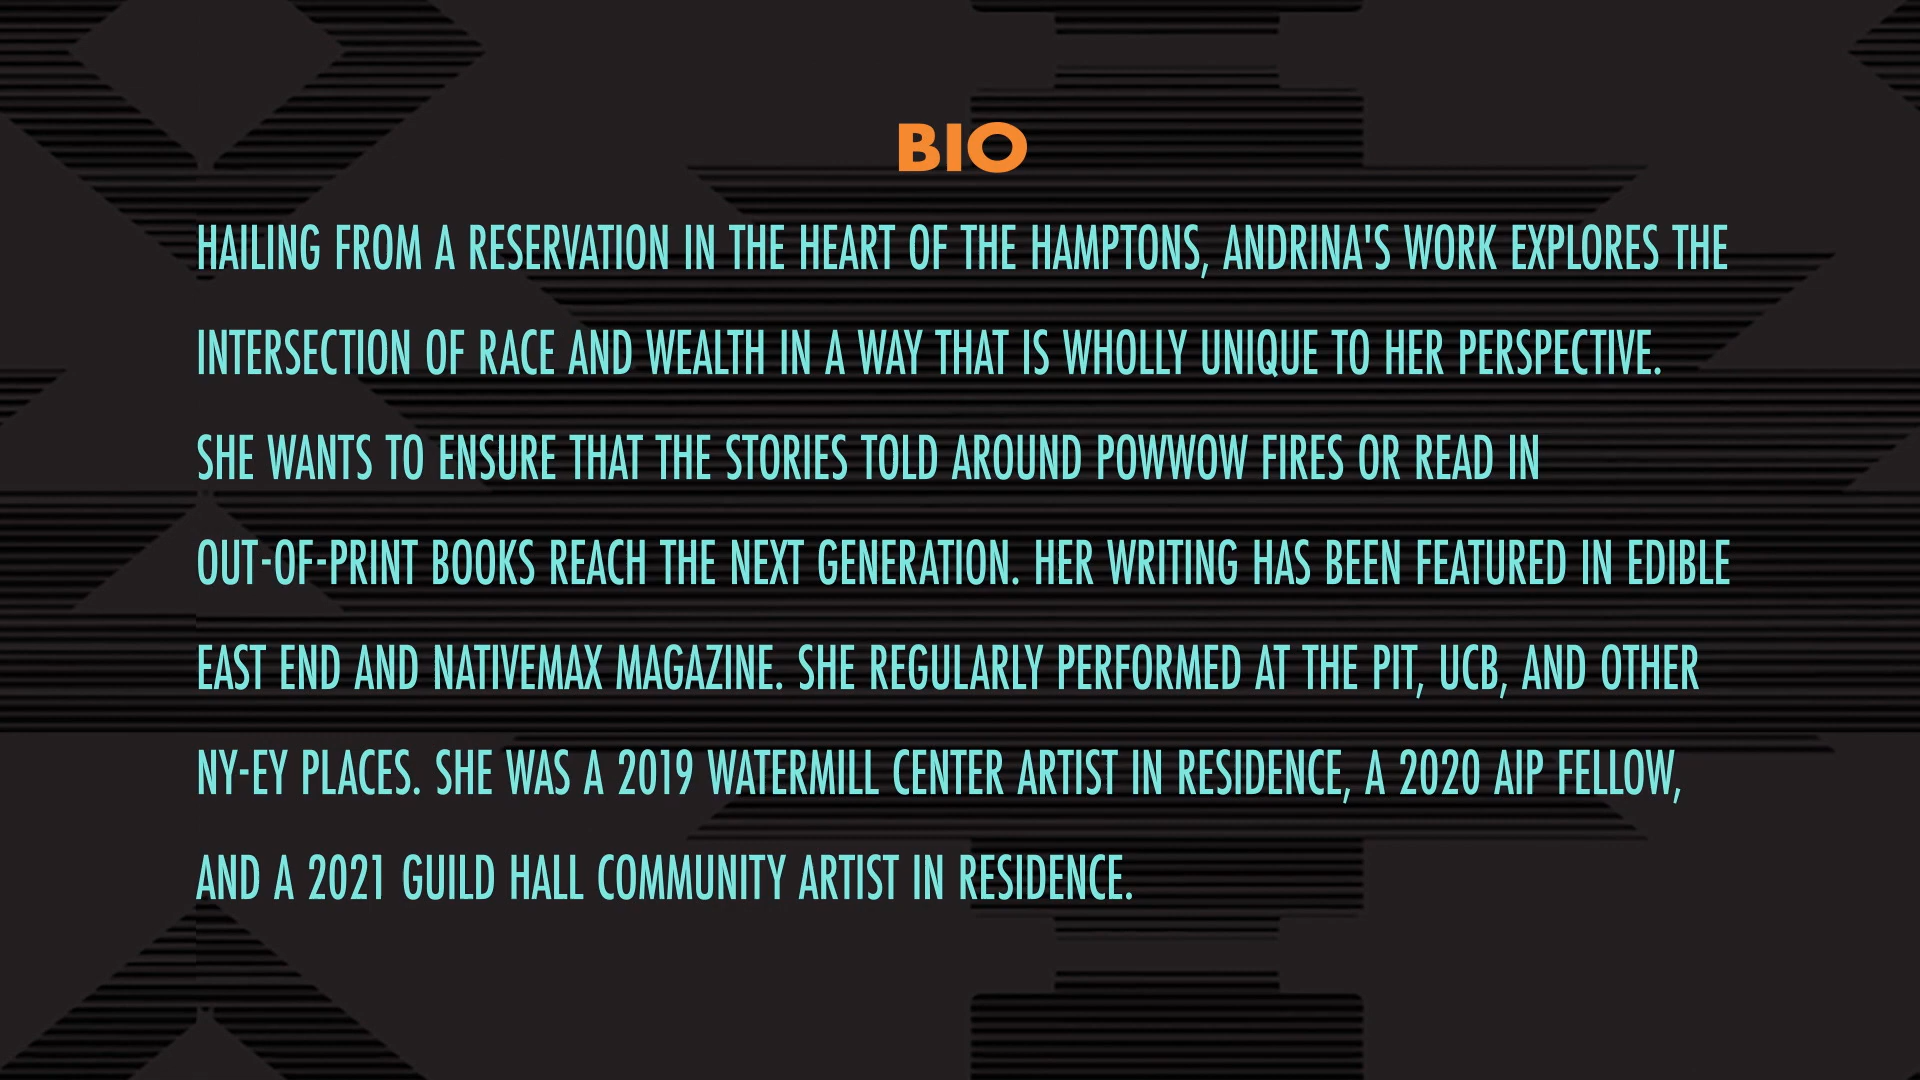 BIO
HAILING FROM A RESERVATION IN THE HEART OF THE HAMPTONS, ANDRINA'S WORK EXPLORES THE
INTERSECTION OF RACE AND WEALTH IN A WAY THAT IS WHOLLY UNIQUE TO HER PERSPECTIVE.
SHE WANTS TO ENSURE THAT THE STORIES TOLD AROUND POWWOW FIRES OR READ IN
OUT-OF-PRINT BOOKS REACH THE NEXT GENERATION. HER WRITING HAS BEEN FEATURED IN EDIBLE
EAST END AND NATIVEMAX MAGAZINE. SHE REGULARLY PERFORMED AT THE PIT, UCB, AND OTHER
NY-EY PLACES. SHE WAS A 2019 WATERMILL CENTER ARTIST IN RESIDENCE, A 2020 AIP FELLOW,
AND A 2021 GUILD HALL COMMUNITY ARTIST IN RESIDENCE.